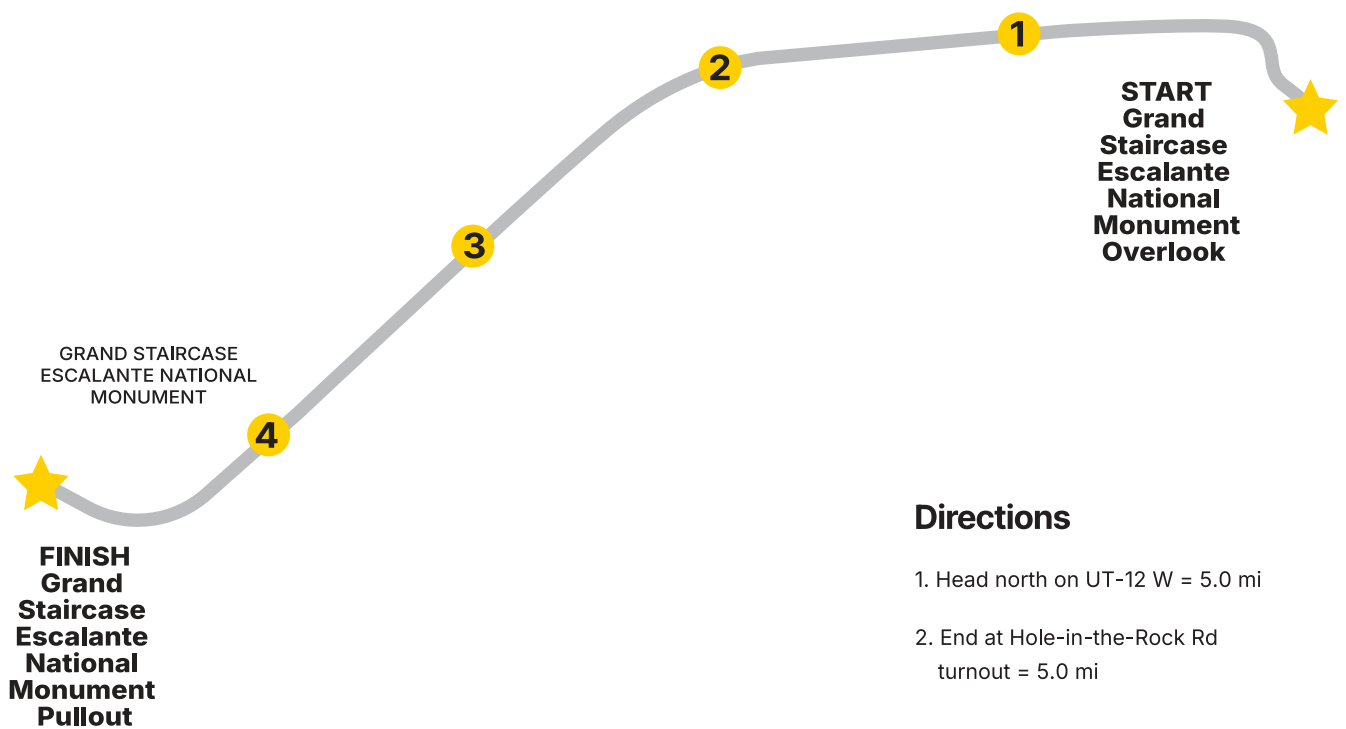 1
2
START
Grand
Staircase
Escalante
National
Monument
Overlook
3
GRAND STAIRCASE
ESCALANTE NATIONAL
MONUMENT
4
FINISH
Grand
Staircase
Escalante
National
Monument
Pullout
Directions
1. Head north on UT-12 W = 5.0 mi
2. End at Hole-in-the-Rock Rd
turnout = 5.0 mi